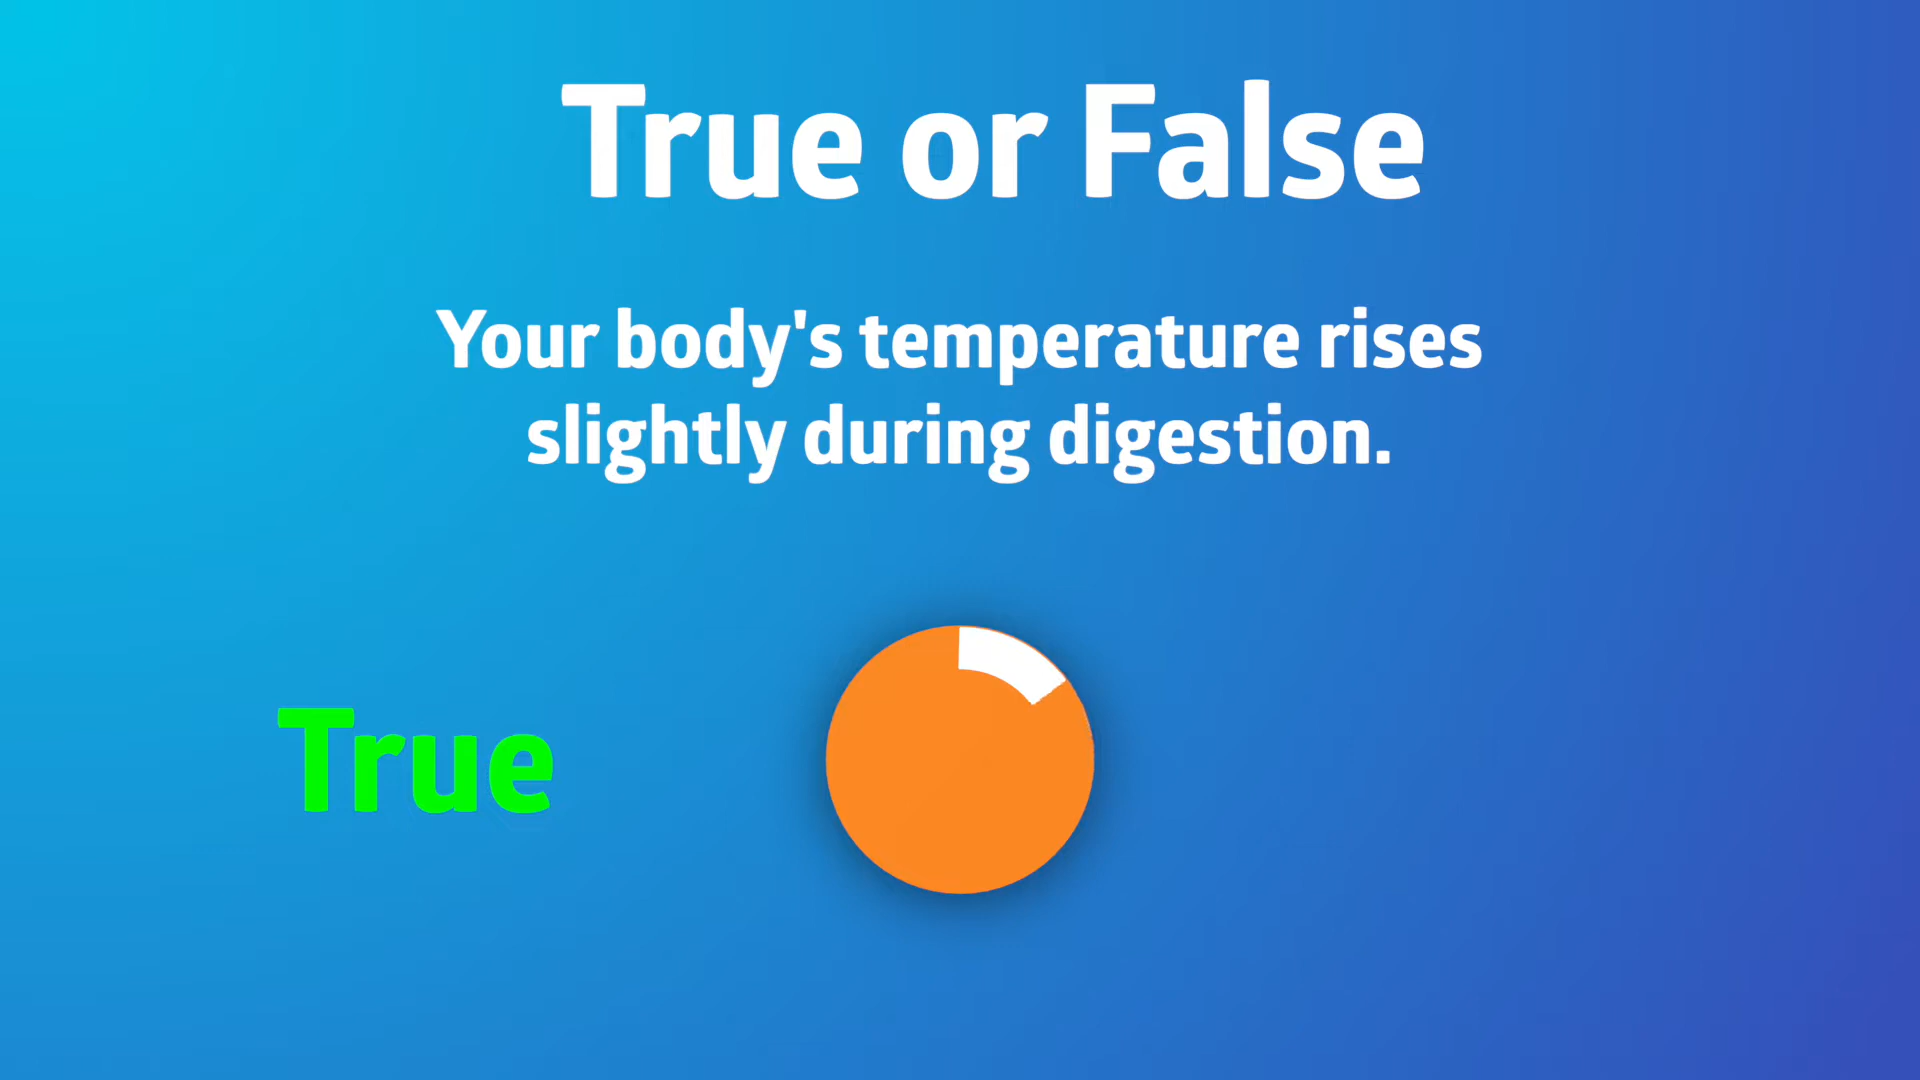 True or False
Your body's temperature rises
slightly during digestion.
True